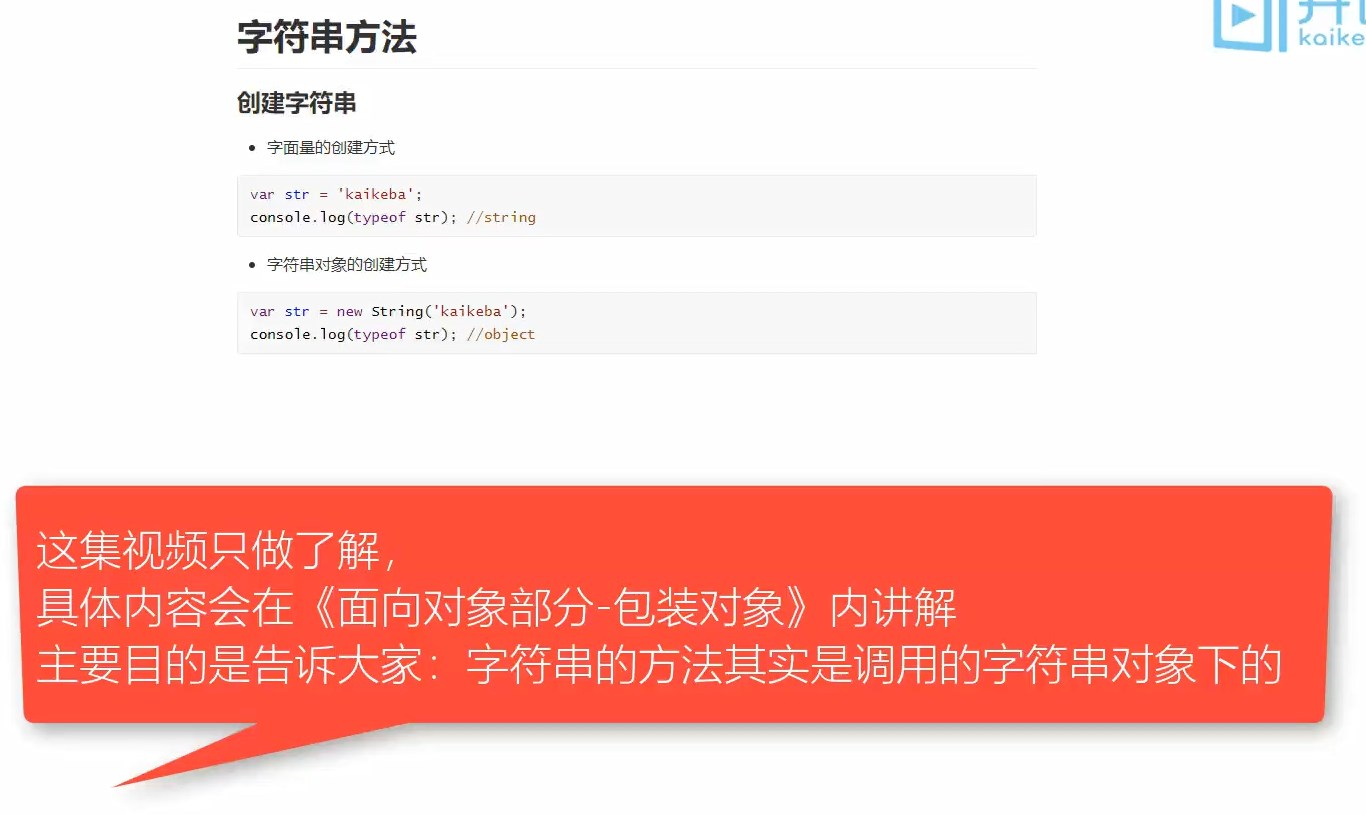 字符串方法
创建字符串
字面量的创建方式
var str = 'kaikeba';
console.log(typeof str); //string
字符串对象的创建方式
var str = new String('kaikeba');
console.log(typeof str); //object
这集视频只做了解，
具体内容会在《面向对象部分-包装对象》内讲解
主要目的是告诉大家：字符串的方法其实是调用的字符串对象下的
kaike